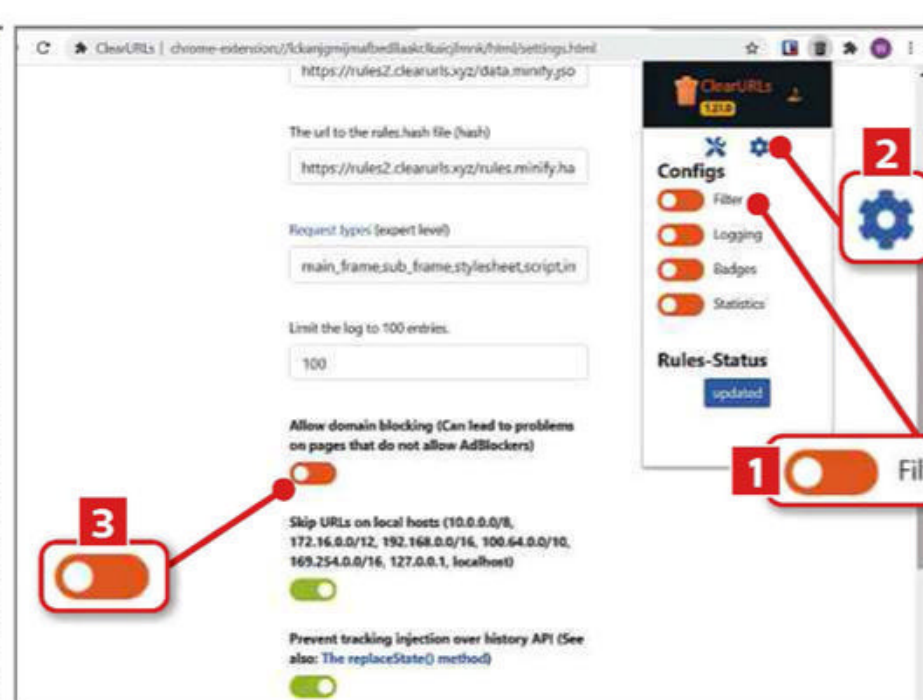 ClearURLs | chrome-extension://lckanjgmijmafbedllaakclkaicjfmnk/html/settings.html
https://rules2.clearurls.xyz/data.minify.jso
The url to the rules.hash file (hash)
https://rules2.clearurls.xyz/rules.minify.ha
Request types (expert level)
main_frame,sub_frame,stylesheet,script,im
Limit the log to 100 entries.
100
Allow domain blocking (Can lead to problems
on pages that do not allow AdBlockers)
3
Skip URLs on local hosts (10.0.0.0/8,
172.16.0.0/12, 192.168.0.0/16, 100.64.0.0/10,
169.254.0.0/16, 127.0.0.1, localhost)
Prevent tracking injection over history API (See
also: The replaceState() method)
ClearURLs
1.21.0
2
Configs
Filter
Logging
Badges
Statistics
Rules-Status
updated
1
Fil